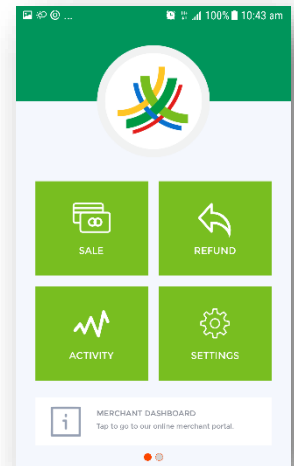 ... 100% 10:43 am
SALE
REFUND
ACTIVITY
SETTINGS
MERCHANT DASHBOARD
Tap to go to our online merchant portal.